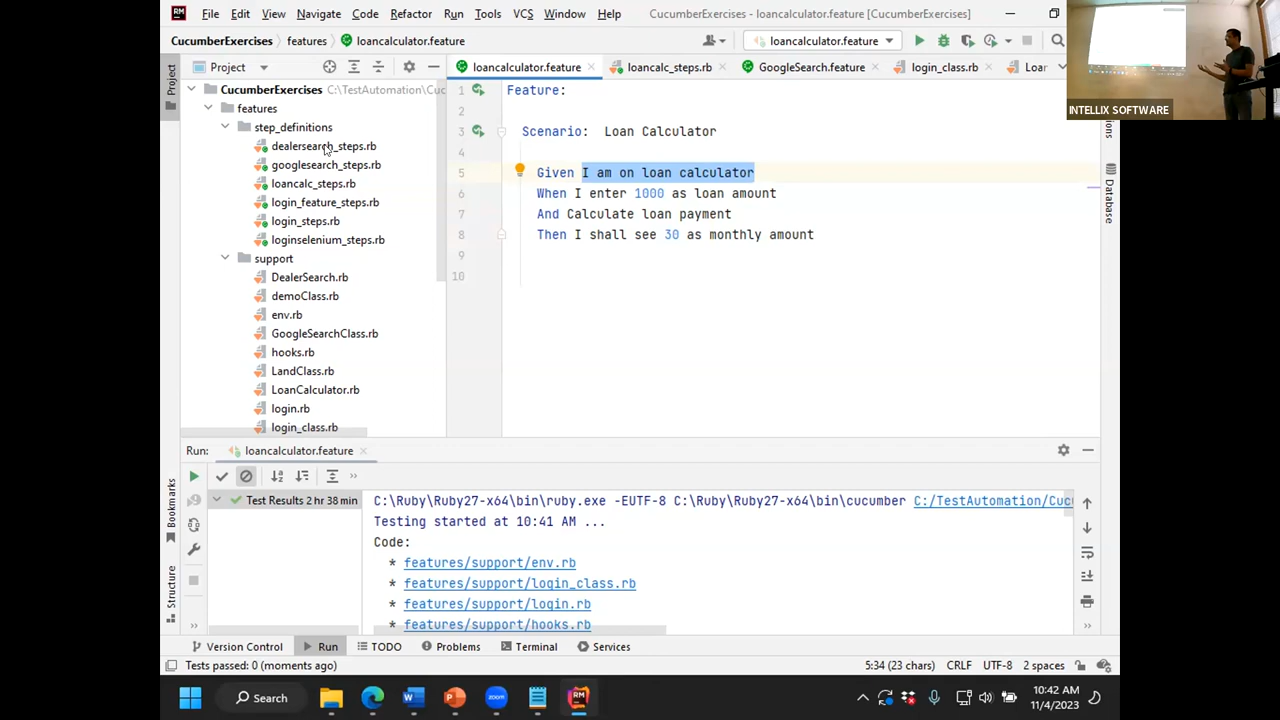 File Edit View Navigate Code Refactor Run Tools VCS Window Help CucumberExercises - loancalculator.feature [CucumberExercises]
CucumberExercises features loancalculator.feature loancalculator.feature
INTELLIX SOFTWARE
Project
Project
loancalculator.feature loancalc_steps.rb GoogleSearch.feature login_class.rb Loar
CucumberExercises C:\TestAutomation\Cuc
features
step_definitions
dealersearch_steps.rb
googlesearch_steps.rb
loancalc_steps.rb
login_feature_steps.rb
login_steps.rb
loginselenium_steps.rb
support
DealerSearch.rb
demoClass.rb
env.rb
GoogleSearchClass.rb
hooks.rb
LandClass.rb
LoanCalculator.rb
login.rb
login_class.rb
1 Feature:
2
3 Scenario: Loan Calculator
4
5 Given I am on loan calculator
6 When I enter 1000 as loan amount
7 And Calculate loan payment
8 Then I shall see 30 as monthly amount
9
10
Database
Run: loancalculator.feature
Test Results 2 hr 38 min
C:\Ruby\Ruby27-x64\bin\ruby.exe -EUTF-8 C:\Ruby\Ruby27-x64\bin\cucumber C:/TestAutomation/Cuc
Testing started at 10:41 AM ...
Code:
* features/support/env.rb
* features/support/login_class.rb
* features/support/login.rb
* features/support/hooks.rb
Bookmarks
Structure
Version Control Run TODO Problems Terminal Services
Tests passed: 0 (moments ago) 5:34 (23 chars) CRLF UTF-8 2 spaces
Search
10:42 AM
11/4/2023